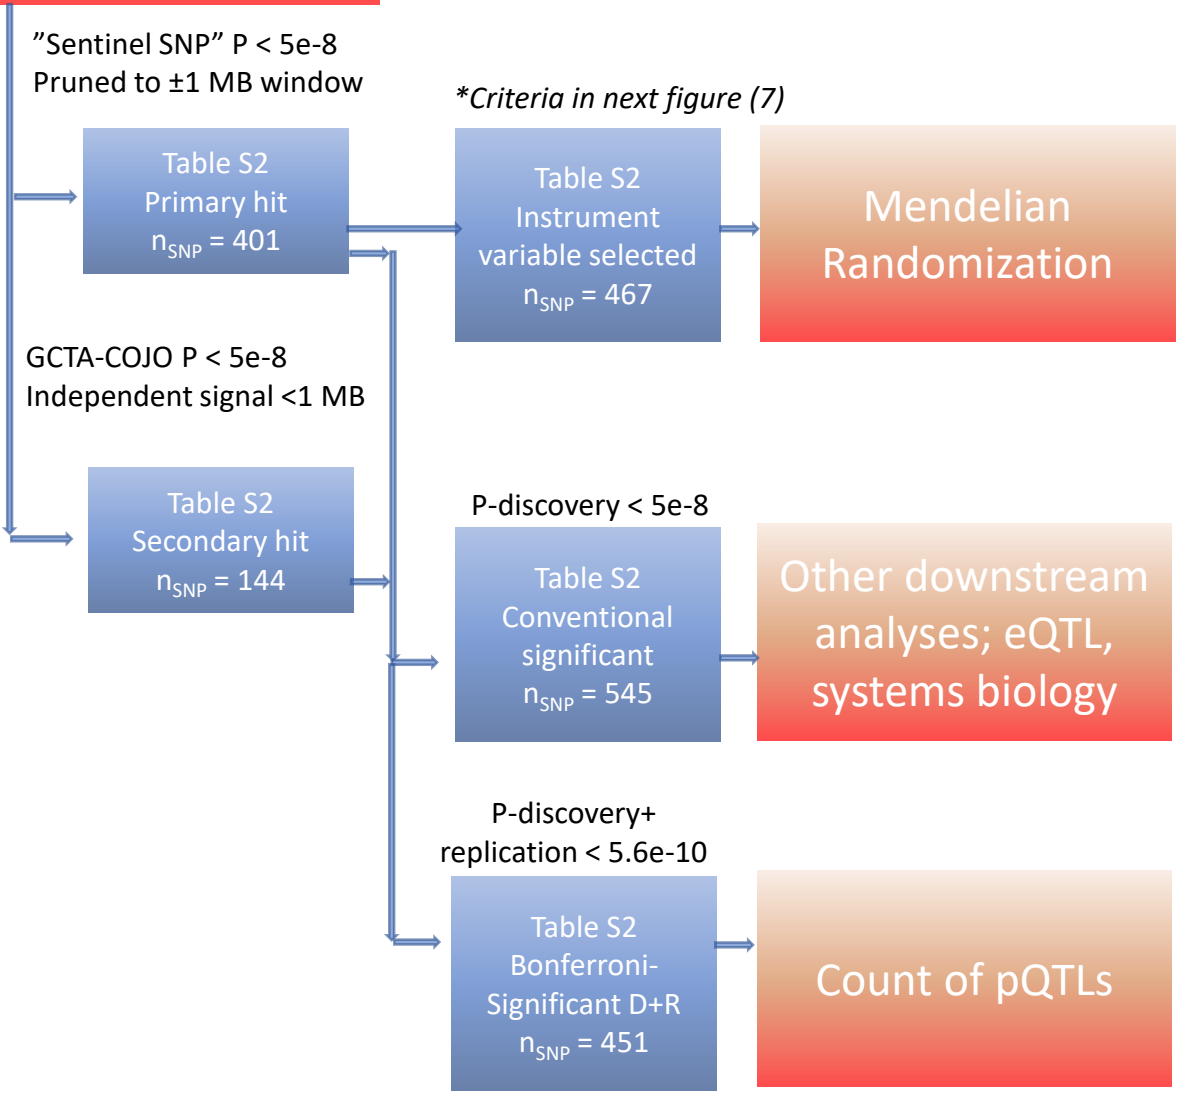 ”Sentinel SNP” P < 5e-8
Pruned to ±1 MB window
*Criteria in next figure (7)
Table S2
Primary hit
nSNP = 401
Table S2
Instrument
variable selected
nSNP = 467
Mendelian
Randomization
GCTA-COJO P < 5e-8
Independent signal <1 MB
Table S2
Secondary hit
nSNP = 144
P-discovery < 5e-8
Table S2
Conventional
significant
nSNP = 545
Other downstream
analyses; eQTL,
systems biology
P-discovery+
replication < 5.6e-10
Table S2
Bonferroni-
Significant D+R
nSNP = 451
Count of pQTLs